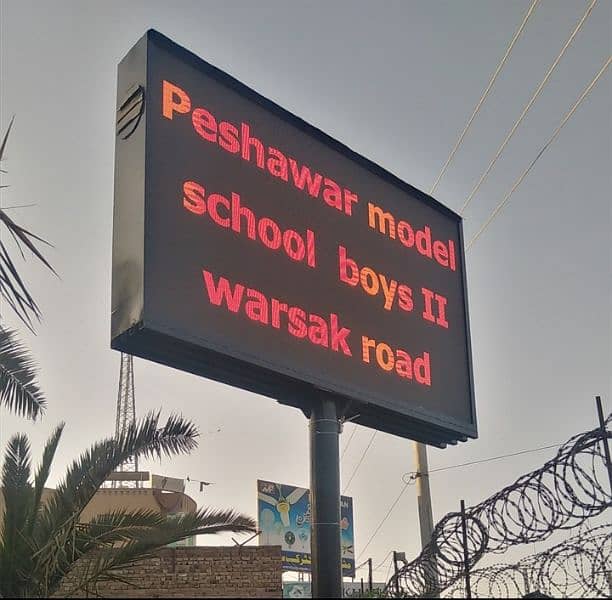 Peshawar model
school boys II
warsak road